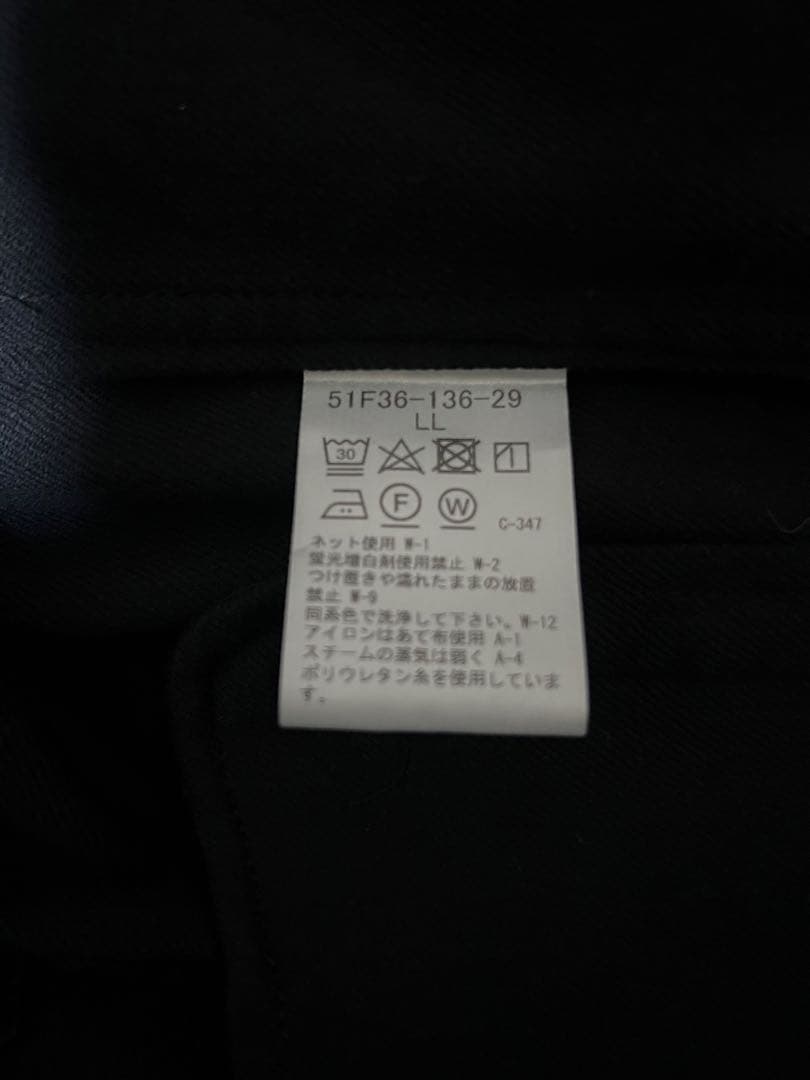 51F36-136-29
LL
30
F W C-347
ネット使用 W-1
蛍光増白剤使用禁止 W-2
つけ置きや濡れたままの放置
禁止 W-9
同系色で洗浄して下さい。W-12
アイロンはあて布使用 A-1
スチームの蒸気は弱く A-4
ポリウレタン糸を使用していま
す。